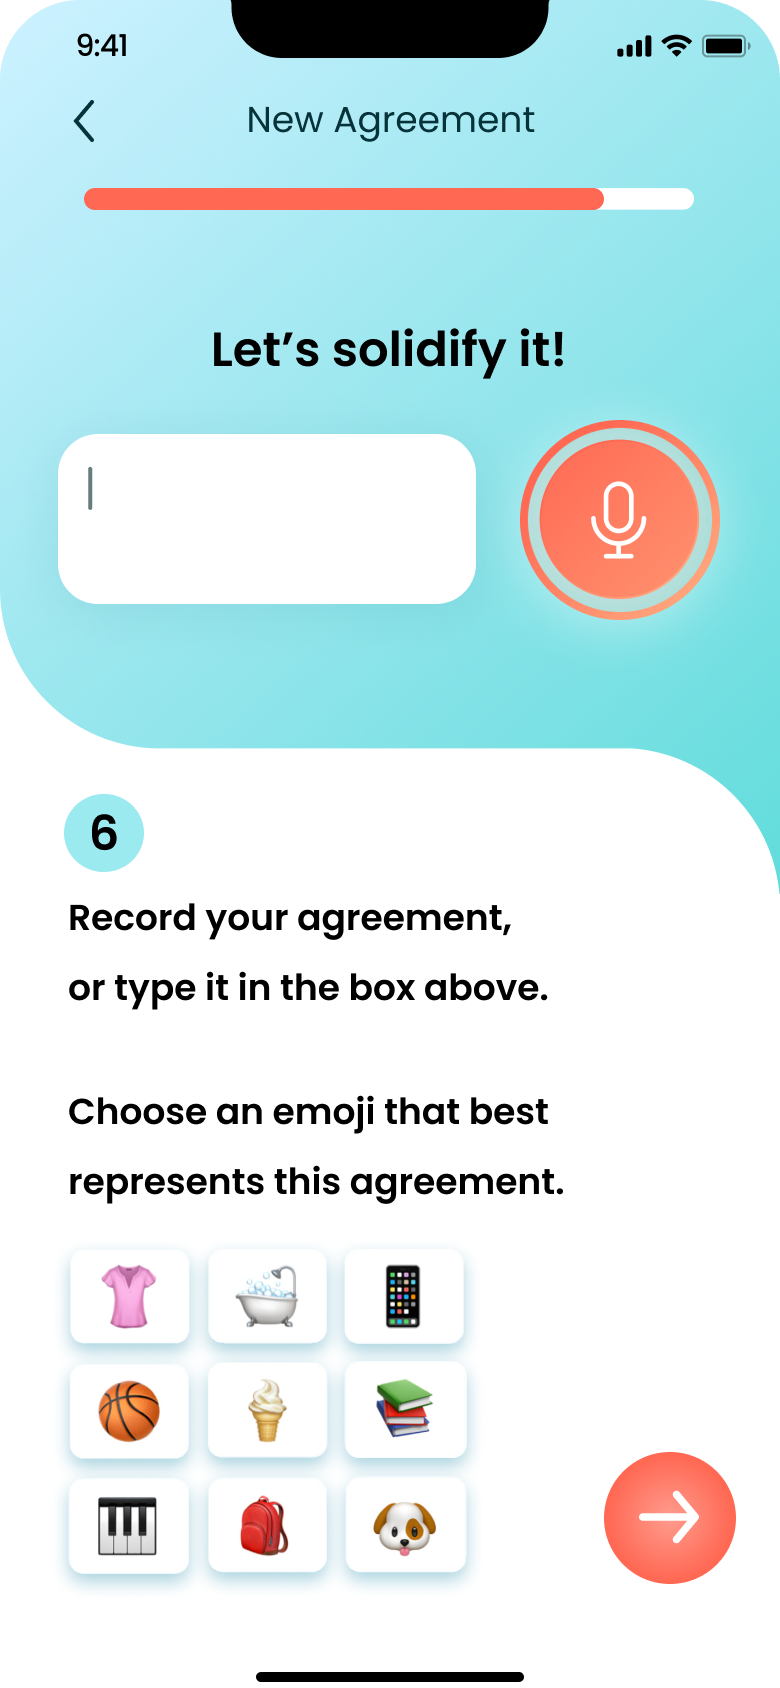 9:41
New Agreement
Let’s solidify it!
6
Record your agreement,
or type it in the box above.
Choose an emoji that best
represents this agreement.